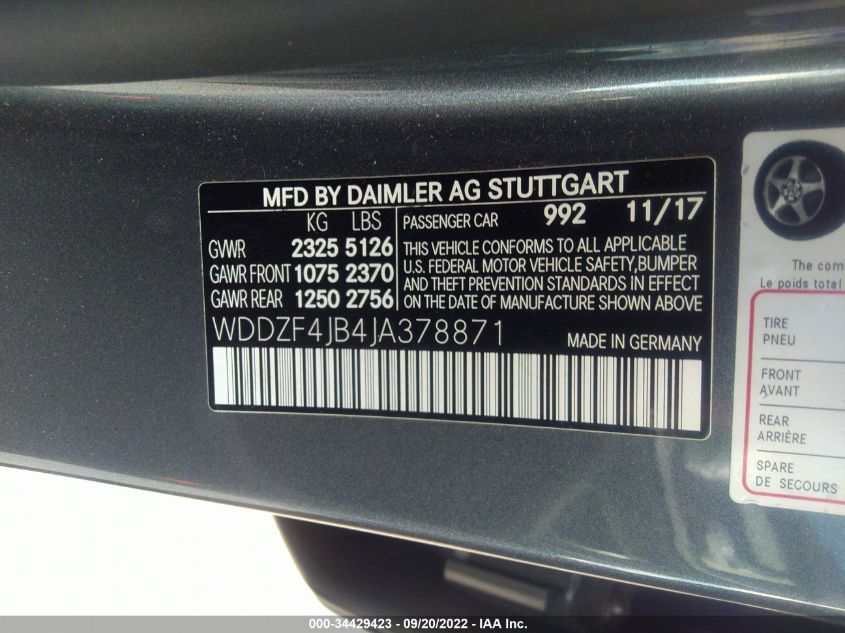 MFD BY DAIMLER AG STUTTGART
KG LBS
GVWR 2325 5126
GAWR FRONT 1075 2370
GAWR REAR 1250 2756
PASSENGER CAR 992 11/17
THIS VEHICLE CONFORMS TO ALL APPLICABLE
U.S. FEDERAL MOTOR VEHICLE SAFETY,BUMPER
AND THEFT PREVENTION STANDARDS IN EFFECT
ON THE DATE OF MANUFACTURE SHOWN ABOVE
WDDZF4JB4JA378871
MADE IN GERMANY
The
Le poids total
TIRE
PNEU
FRONT
AVANT
REAR
ARRIÈRE
SPARE
DE SECOURS
000-34429423 - 09/20/2022 - IAA Inc.